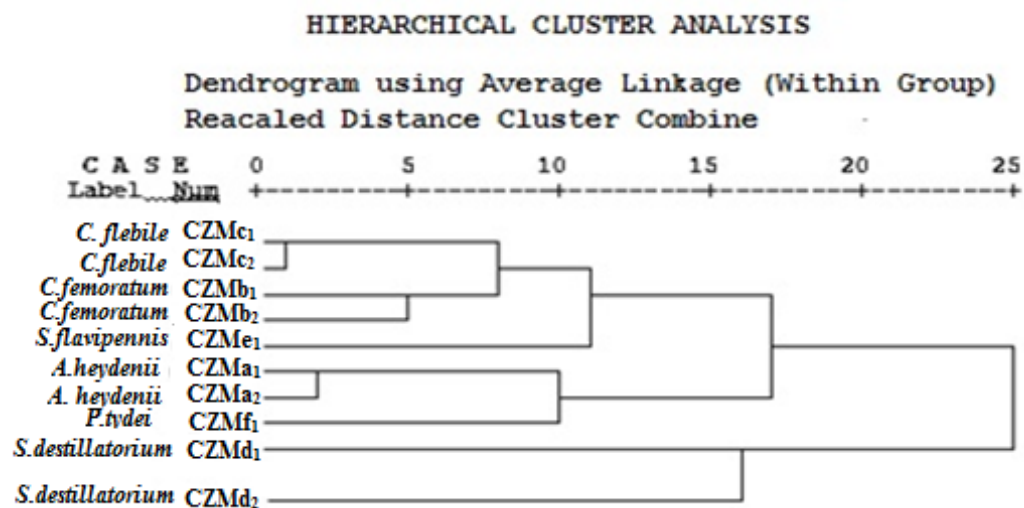 HIERARCHICAL CLUSTER ANALYSIS
Dendrogram using Average Linkage (Within Group)
Reacaled Distance Cluster Combine
C A S E 0 5 10 15 20 25
Label Num
C. flebile CZMc1
C.flebile CZMc2
C.femoratum CZMb1
C.femoratum CZMb2
S.flavipennis CZMe1
A.heydenii CZMa1
A. heydenii CZMa2
P.tydei CZMf1
S.destillatorium CZMd1
S.destillatorium CZMd2